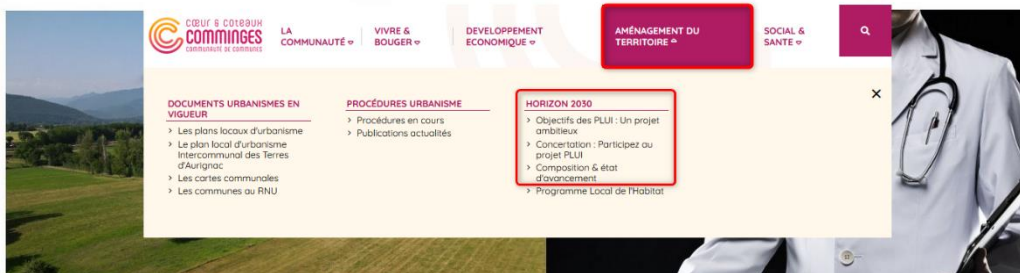 CŒUR & COTEAUX
COMMINGES
COMMUNAUTÉ DE COMMUNES
LA
COMMUNAUTÉ
VIVRE &
BOUGER
DEVELOPPEMENT
ECONOMIQUE
AMÉNAGEMENT DU
TERRITOIRE
SOCIAL &
SANTE
DOCUMENTS URBANISMES EN
VIGUEUR
> Les plans locaux d'urbanisme
> Le plan local d'urbanisme
Intercommunal des Terres
d'Aurignac
> Les cartes communales
> Les communes au RNU
PROCÉDURES URBANISME
> Procédures en cours
> Publications actualités
HORIZON 2030
> Objectifs des PLUI : Un projet
ambitieux
> Concertation : Participez au
projet PLUI
> Composition & état
d'avancement
> Programme Local de l'Habitat